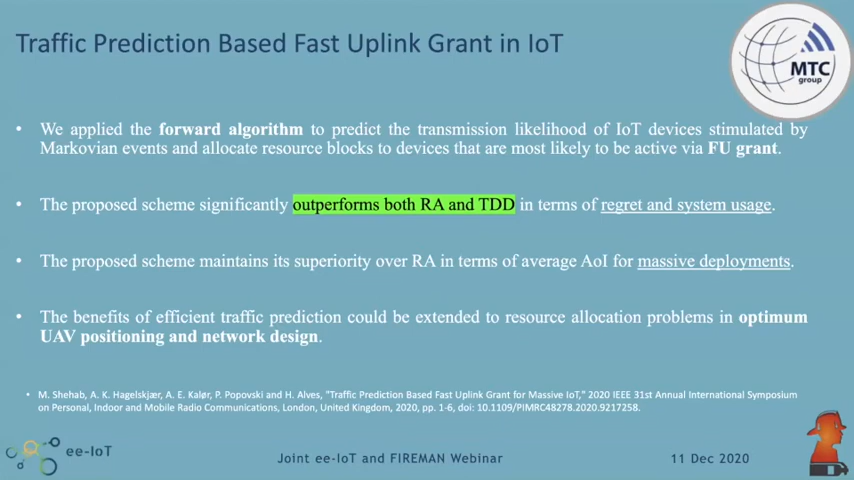 Traffic Prediction Based Fast Uplink Grant in IoT
MTC
group
• We applied the forward algorithm to predict the transmission likelihood of IoT devices stimulated by
Markovian events and allocate resource blocks to devices that are most likely to be active via FU grant.
• The proposed scheme significantly outperforms both RA and TDD in terms of regret and system usage.
• The proposed scheme maintains its superiority over RA in terms of average AoI for massive deployments.
• The benefits of efficient traffic prediction could be extended to resource allocation problems in optimum
UAV positioning and network design.
• M. Shehab, A. K. Hagelskjær, A. E. Kalør, P. Popovski and H. Alves, "Traffic Prediction Based Fast Uplink Grant for Massive IoT," 2020 IEEE 31st Annual International Symposium
on Personal, Indoor and Mobile Radio Communications, London, United Kingdom, 2020, pp. 1-6, doi: 10.1109/PIMRC48278.2020.9217258.
ee-IoT
Joint ee-IoT and FIREMAN Webinar
11 Dec 2020